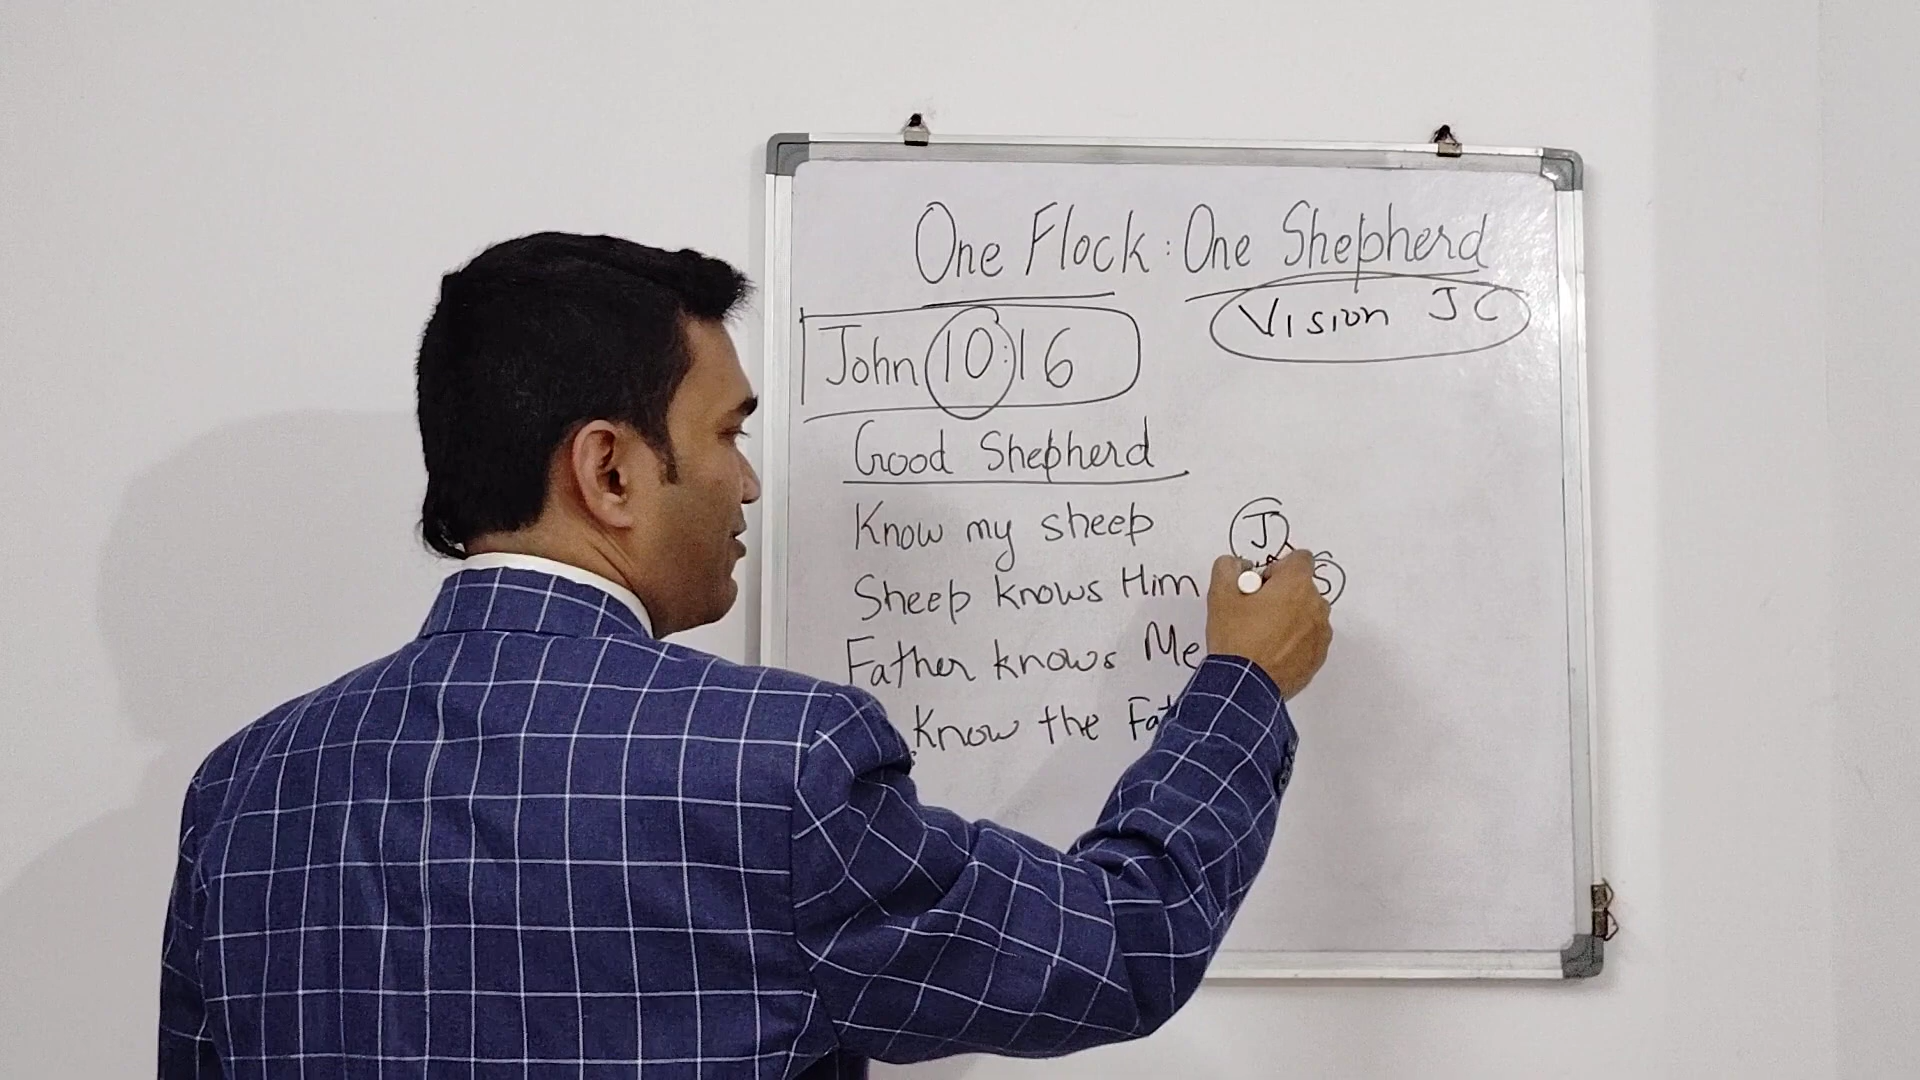 One Flock : One Shepherd
Vision JC
John 10:16
Good Shepherd
Know my sheep
J
Sheep knows Him
S
Father knows Me
Know the